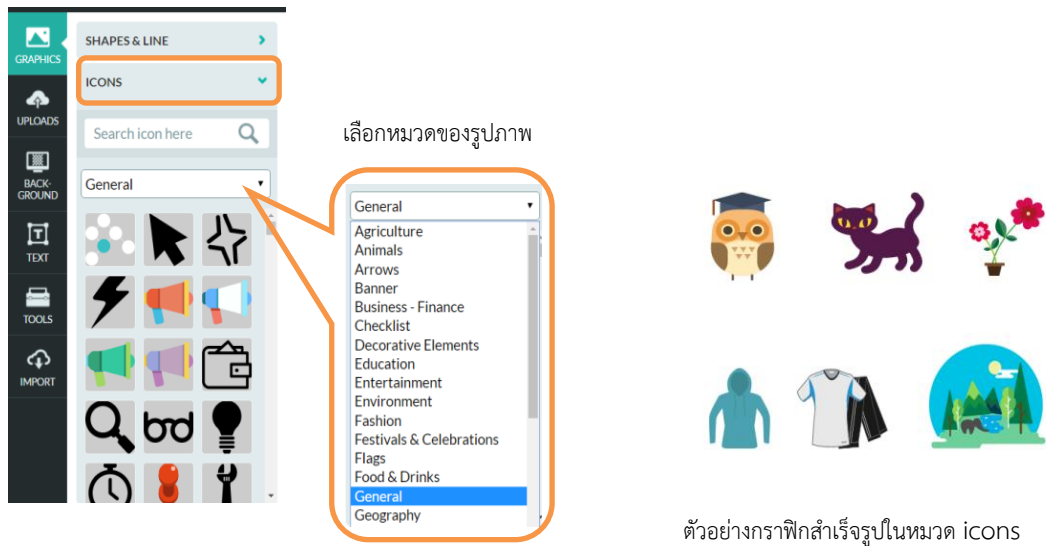 GRAPHICS
UPLOADS
BACK-
GROUND
TEXT
TOOLS
IMPORT
SHAPES & LINE
ICONS
Search icon here
General
เลือกหมวดของรูปภาพ
General
Agriculture
Animals
Arrows
Banner
Business - Finance
Checklist
Decorative Elements
Education
Entertainment
Environment
Fashion
Festivals & Celebrations
Flags
Food & Drinks
General
Geography
ตัวอย่างกราฟิกสำเร็จรูปในหมวด icons